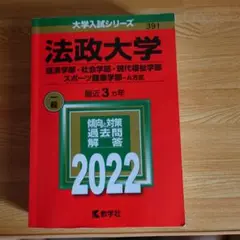 大学入試シリーズ
391
法政大学
経済学部・社会学部・現代福祉学部
スポーツ健康学部-A方式
最近3カ年
傾向と対策
過去問
解答
2022
教学社